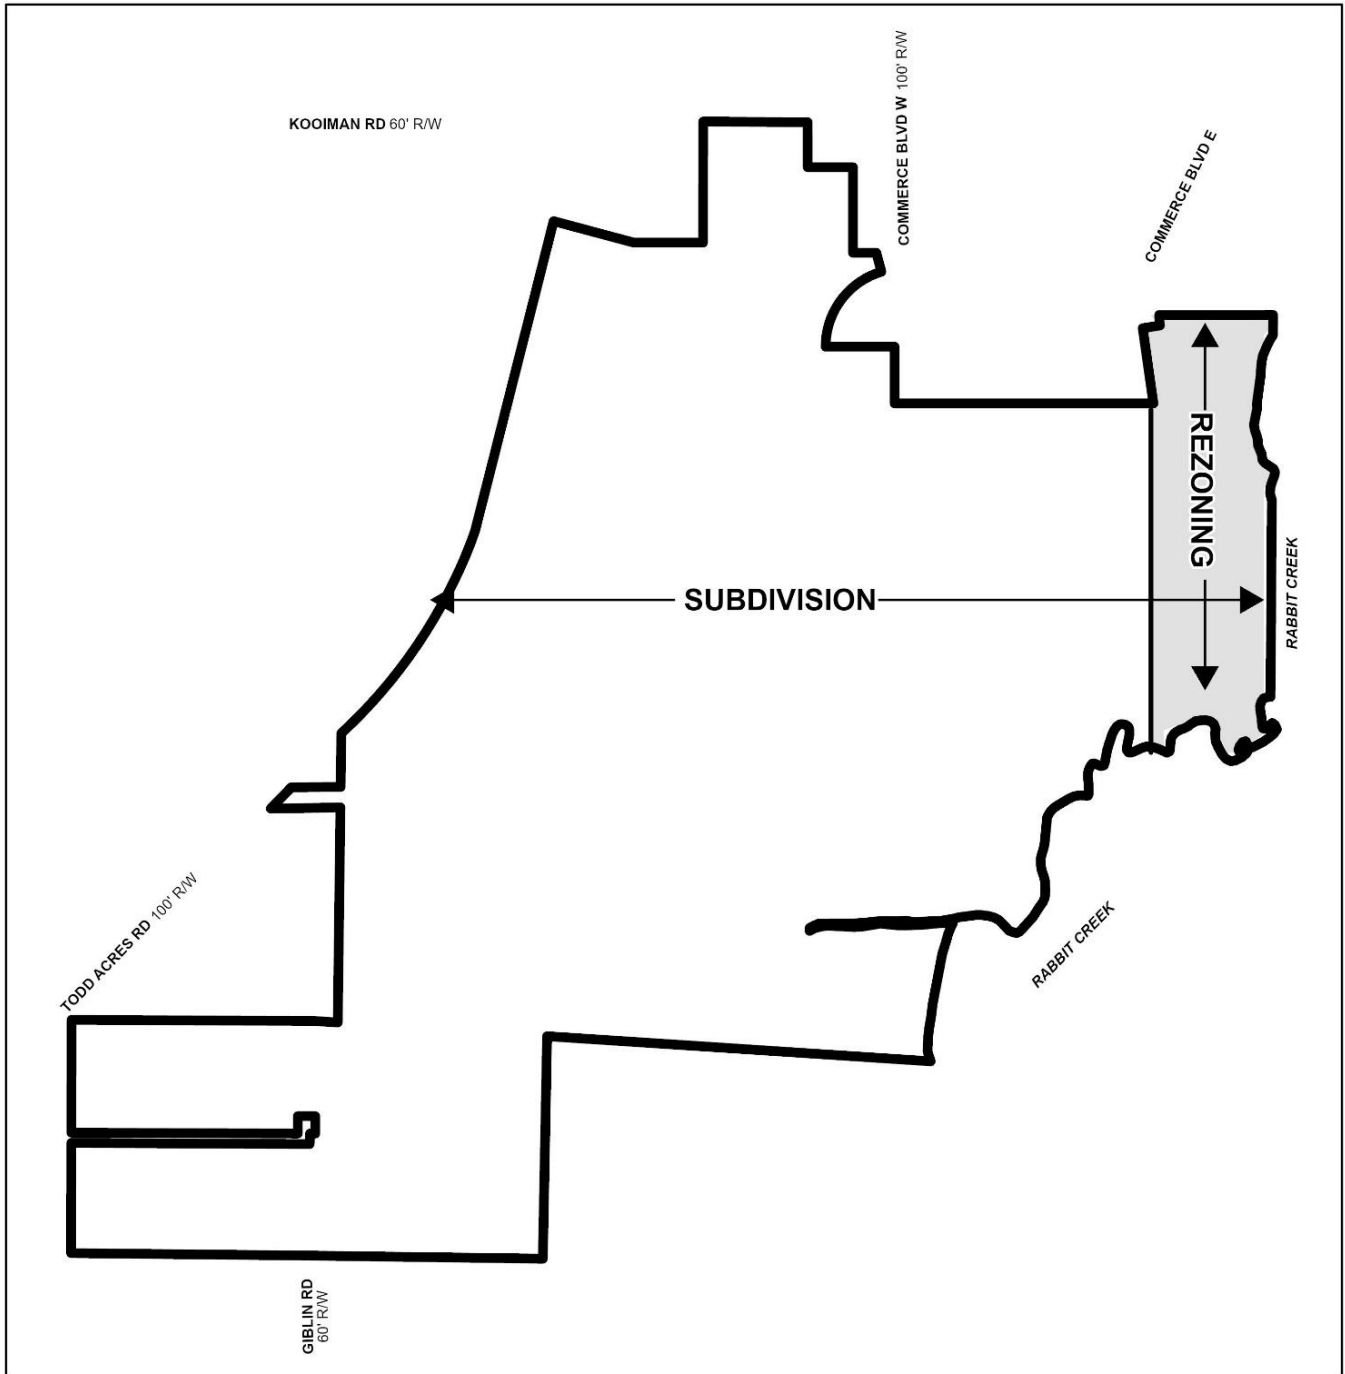 COMMERCE BLVD W 100' R/W
KOOIMAN RD 60' R/W
COMMERCE BLVD E
REZONING
SUBDIVISION
RABBIT CREEK
TODD ACRES RD 100' R/W
RABBIT CREEK
GIBLIN RD
60' R/W